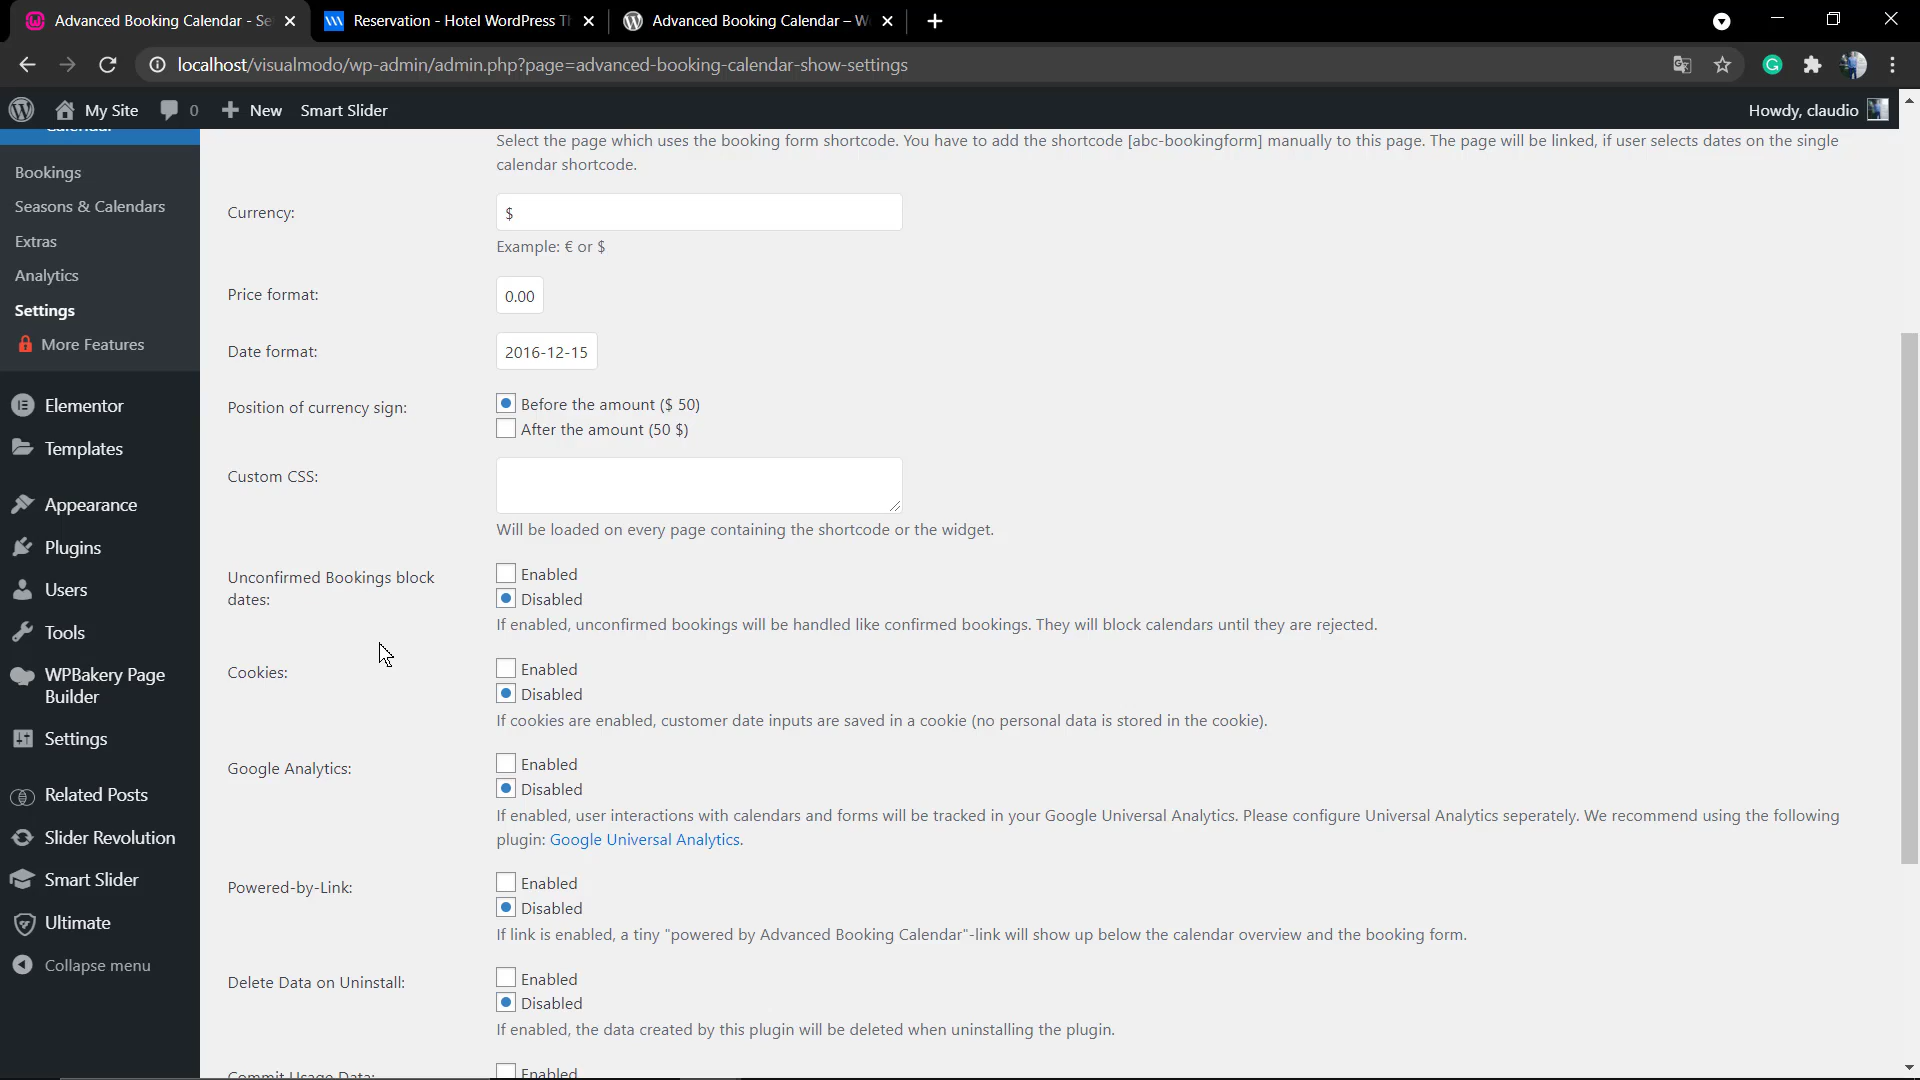 Advanced Booking Calendar - Se
Reservation - Hotel WordPress Th
Advanced Booking Calendar – W
localhost/visualmodo/wp-admin/admin.php?page=advanced-booking-calendar-show-settings
My Site
0
New
Smart Slider
Howdy, claudio
Calendar
Bookings
Seasons & Calendars
Extras
Analytics
Settings
More Features
Elementor
Templates
Appearance
Plugins
Users
Tools
WPBakery Page
Builder
Settings
Related Posts
Slider Revolution
Smart Slider
Ultimate
Collapse menu
Select the page which uses the booking form shortcode. You have to add the shortcode [abc-bookingform] manually to this page. The page will be linked, if user selects dates on the single
calendar shortcode.
Currency:
$
Example: € or $
Price format:
0.00
Date format:
2016-12-15
Position of currency sign:
Before the amount ($ 50)
After the amount (50 $)
Custom CSS:
Will be loaded on every page containing the shortcode or the widget.
Unconfirmed Bookings block
dates:
Enabled
Disabled
If enabled, unconfirmed bookings will be handled like confirmed bookings. They will block calendars until they are rejected.
Cookies:
Enabled
Disabled
If cookies are enabled, customer date inputs are saved in a cookie (no personal data is stored in the cookie).
Google Analytics:
Enabled
Disabled
If enabled, user interactions with calendars and forms will be tracked in your Google Universal Analytics. Please configure Universal Analytics seperately. We recommend using the following
plugin: Google Universal Analytics.
Powered-by-Link:
Enabled
Disabled
If link is enabled, a tiny "powered by Advanced Booking Calendar"-link will show up below the calendar overview and the booking form.
Delete Data on Uninstall:
Enabled
Disabled
If enabled, the data created by this plugin will be deleted when uninstalling the plugin.
Commit Usage Data:
Enabled